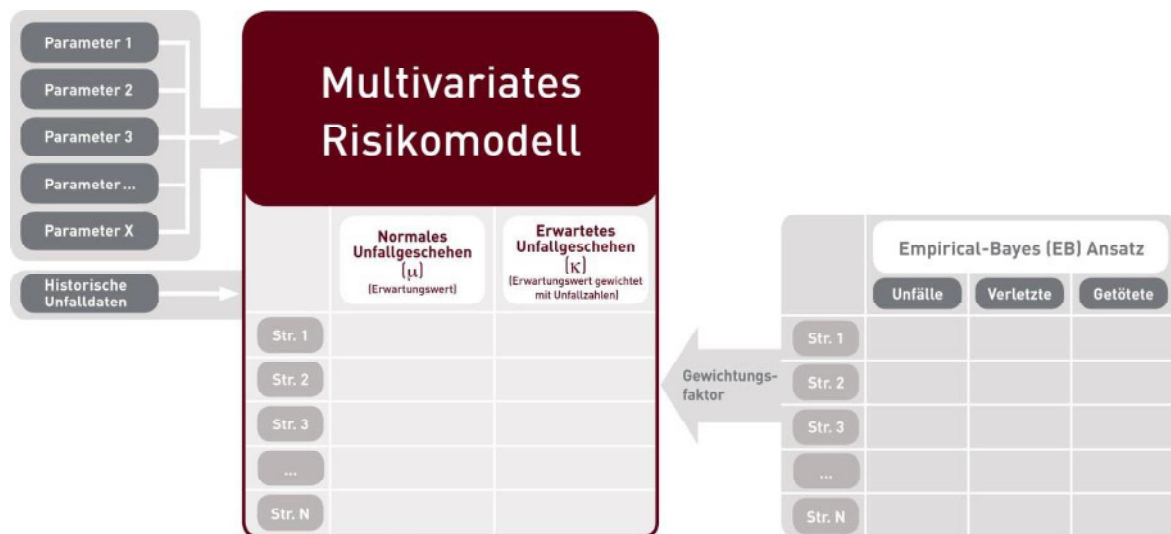 Parameter 1
Parameter 2
Parameter 3
Parameter ...
Parameter X
Historische
Unfalldaten
Multivariates
Risikomodell
Normales
Unfallgeschehen
(μ)
(Erwartungswert)
Erwartetes
Unfallgeschehen
(κ)
(Erwartungswert gewichtet
mit Unfallzahlen)
Str. 1
Str. 2
Str. 3
...
Str. N
Gewichtungs-
faktor
Empirical-Bayes (EB) Ansatz
Unfälle
Verletzte
Getötete
Str. 1
Str. 2
Str. 3
...
Str. N